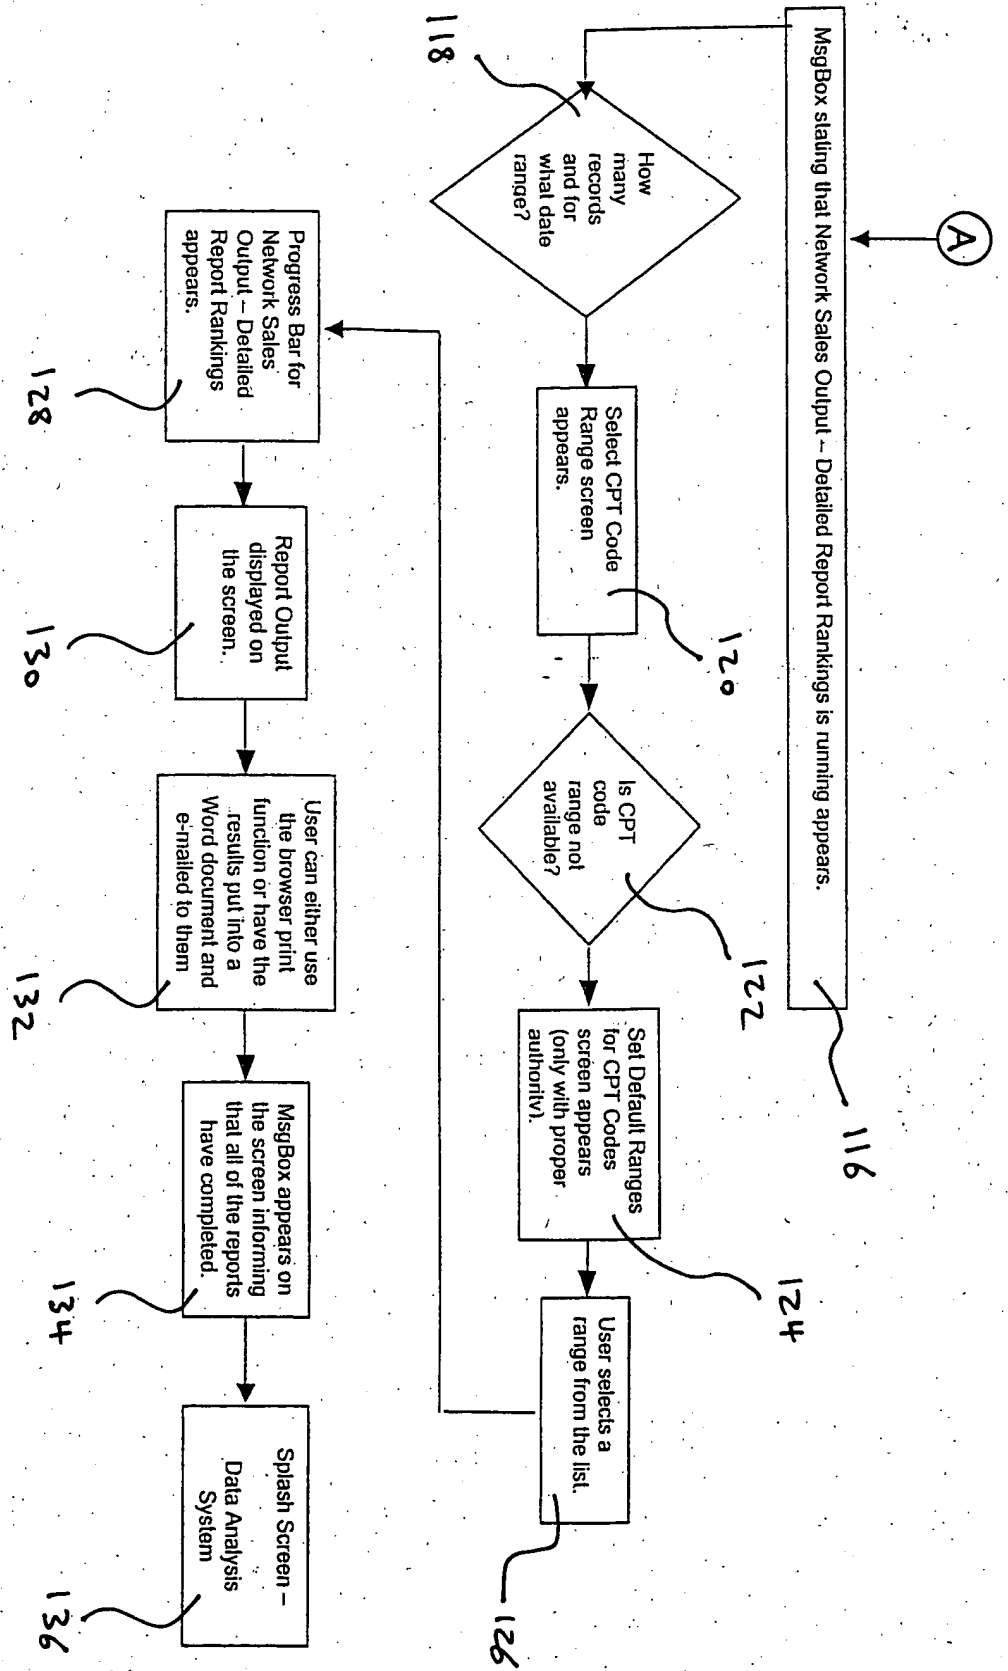 A
MsgBox stating that Network Sales Output – Detailed Report Rankings is running appears.
116
How
many
records
and for
what date
range?
118
Select CPT Code
Range screen
appears.
120
Is CPT
code
range not
available?
122
Set Default Ranges
for CPT Codes
screen appears
(only with proper
authority).
124
User selects a
range from the list.
126
Progress Bar for
Network Sales
Output – Detailed
Report Rankings
appears.
128
Report Output
displayed on
the screen.
130
User can either use
the browser print
function or have the
results put into a
Word document and
e-mailed to them
132
MsgBox appears on
the screen informing
that all of the reports
have completed.
134
Splash Screen –
Data Analysis
System
136